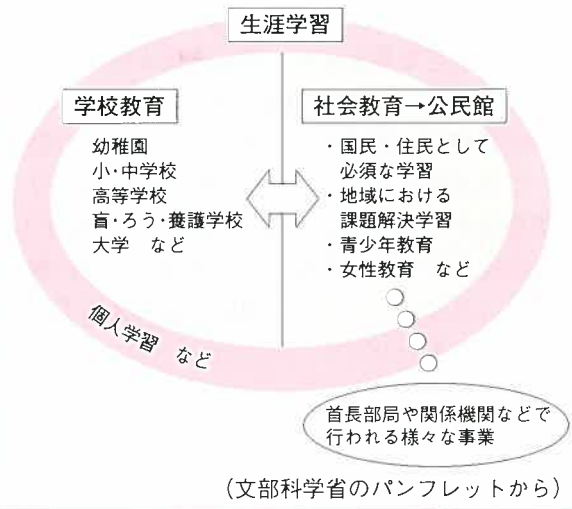 生涯学習
学校教育
幼稚園
小・中学校
高等学校
盲・ろう・養護学校
大学　など
社会教育→公民館
・国民・住民として
必須な学習
・地域における
課題解決学習
・青少年教育
・女性教育　など
個人学習　など
首長部局や関係機関などで
行われる様々な事業
（文部科学省のパンフレットから）